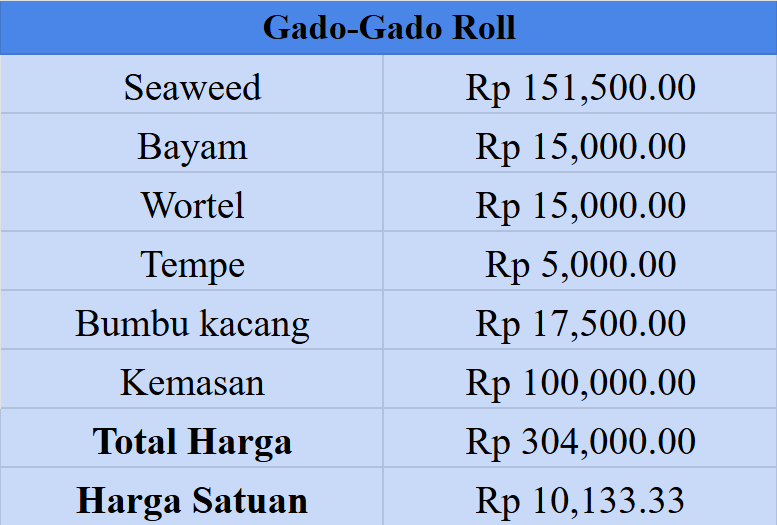 Gado-Gado Roll
Seaweed Rp 151,500.00
Bayam Rp 15,000.00
Wortel Rp 15,000.00
Tempe Rp 5,000.00
Bumbu kacang Rp 17,500.00
Kemasan Rp 100,000.00
Total Harga Rp 304,000.00
Harga Satuan Rp 10,133.33